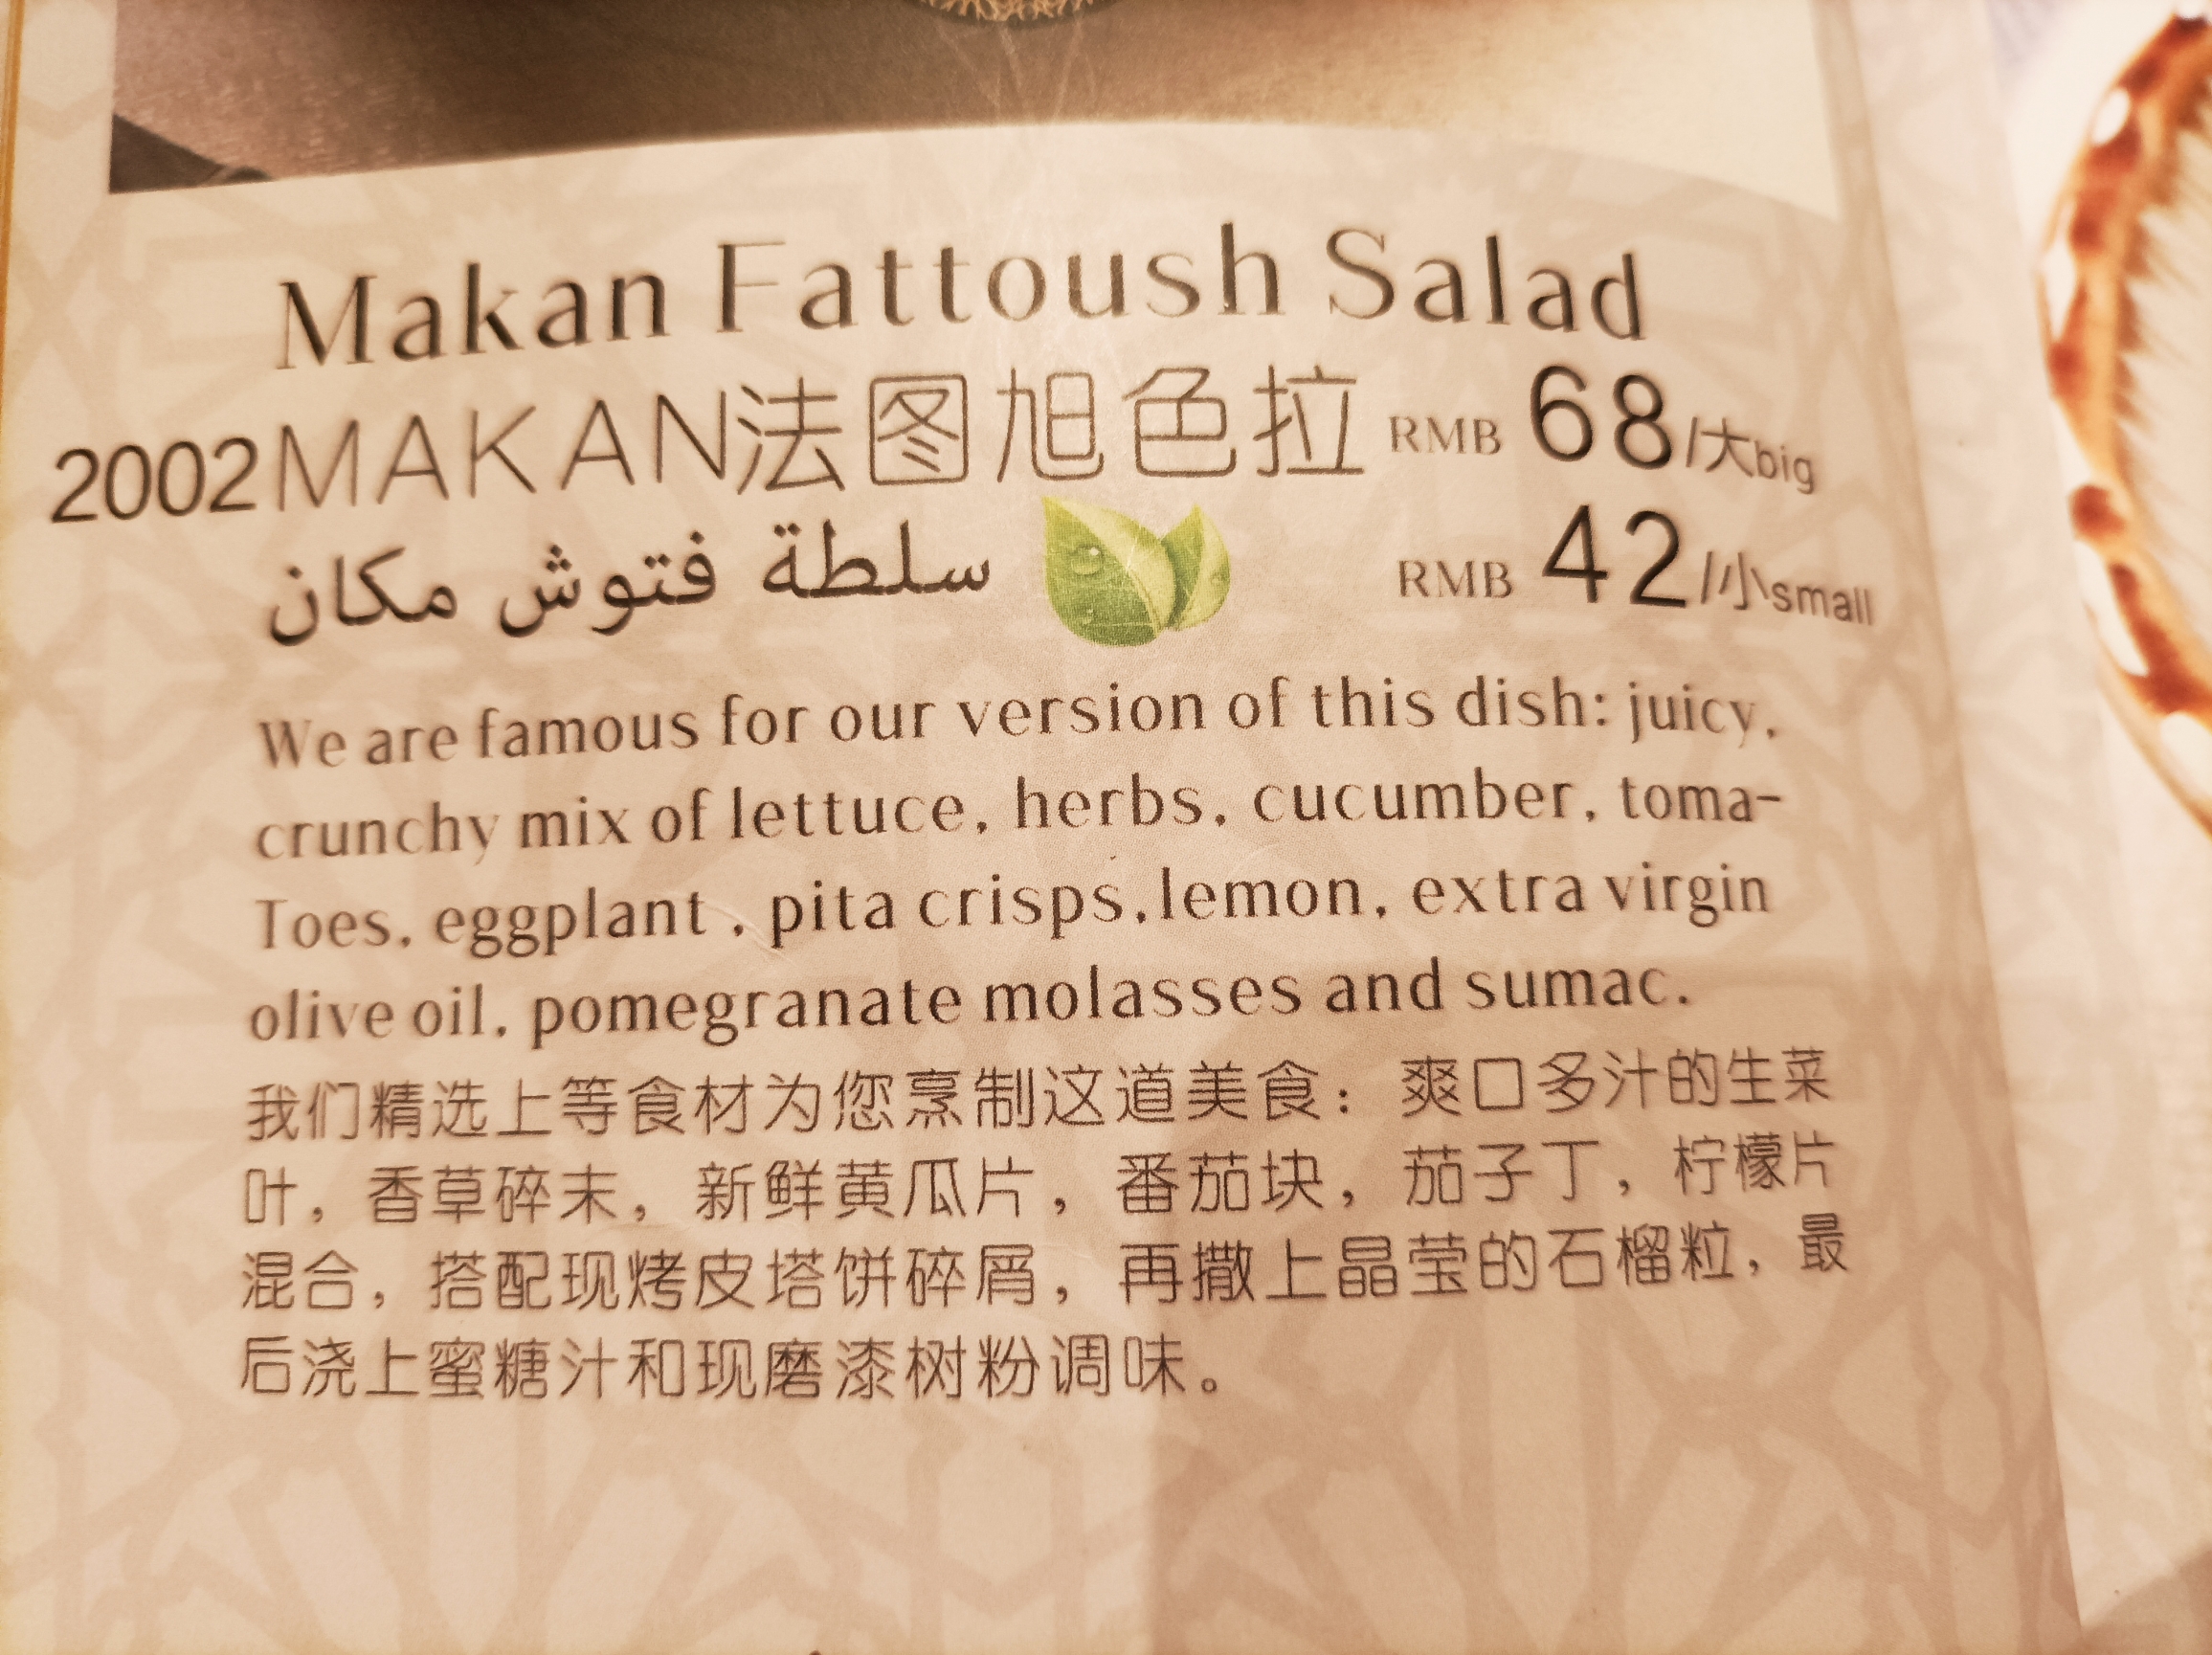 Makan Fattoush Salad
2002 MAKAN法图旭色拉 RMB 68/大big
سلطة فتوش مكان RMB 42/小small
We are famous for our version of this dish: juicy,
crunchy mix of lettuce, herbs, cucumber, toma-
Toes, eggplant , pita crisps,lemon, extra virgin
olive oil, pomegranate molasses and sumac.
我们精选上等食材为您烹制这道美食：爽口多汁的生菜
叶，香草碎末，新鲜黄瓜片，番茄块，茄子丁，柠檬片
混合，搭配现烤皮塔饼碎屑，再撒上晶莹的石榴粒，最
后浇上蜜糖汁和现磨漆树粉调味。